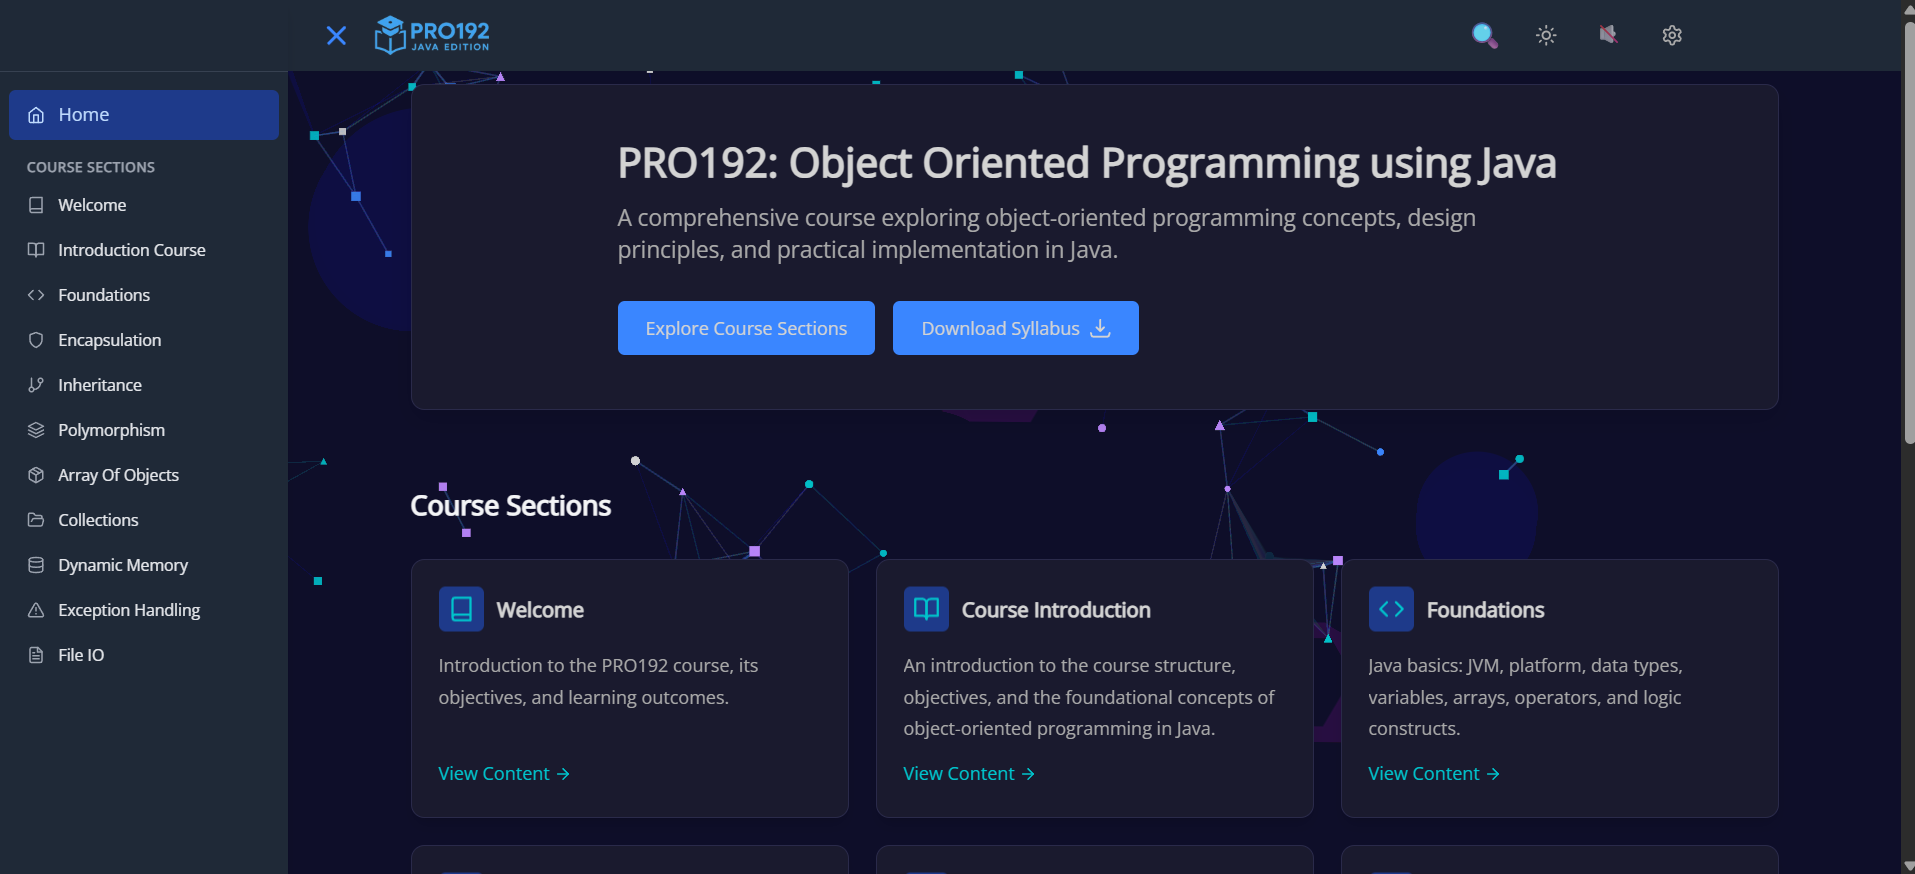 PRO192
JAVA EDITION
Home
COURSE SECTIONS
Welcome
Introduction Course
Foundations
Encapsulation
Inheritance
Polymorphism
Array Of Objects
Collections
Dynamic Memory
Exception Handling
File IO
PRO192: Object Oriented Programming using Java
A comprehensive course exploring object-oriented programming concepts, design
principles, and practical implementation in Java.
Explore Course Sections
Download Syllabus
Course Sections
Welcome
Introduction to the PRO192 course, its
objectives, and learning outcomes.
View Content →
Course Introduction
An introduction to the course structure,
objectives, and the foundational concepts of
object-oriented programming in Java.
View Content →
Foundations
Java basics: JVM, platform, data types,
variables, arrays, operators, and logic
constructs.
View Content →